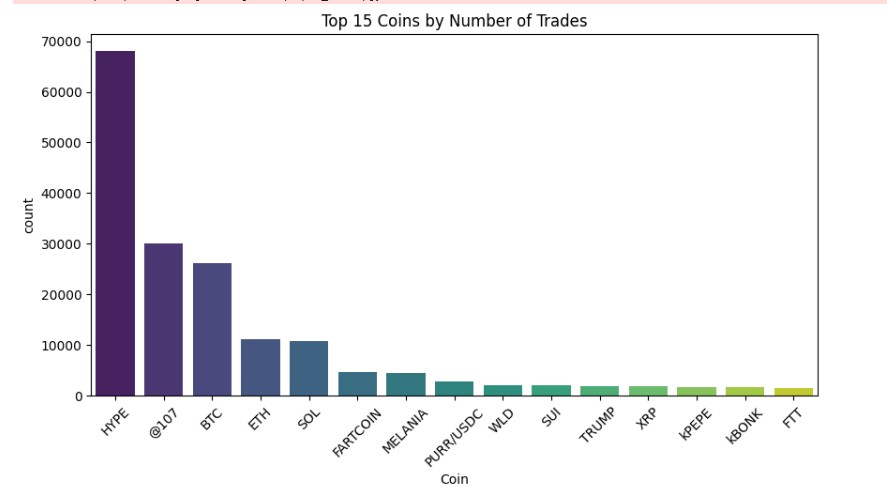 Top 15 Coins by Number of Trades
70000
60000
50000
40000
30000
20000
10000
0
count
HYPE
@107
BTC
ETH
SOL
FARTCOIN
MELANIA
PURR/USDC
WLD
SUI
TRUMP
XRP
kPEPE
kBONK
FTT
Coin